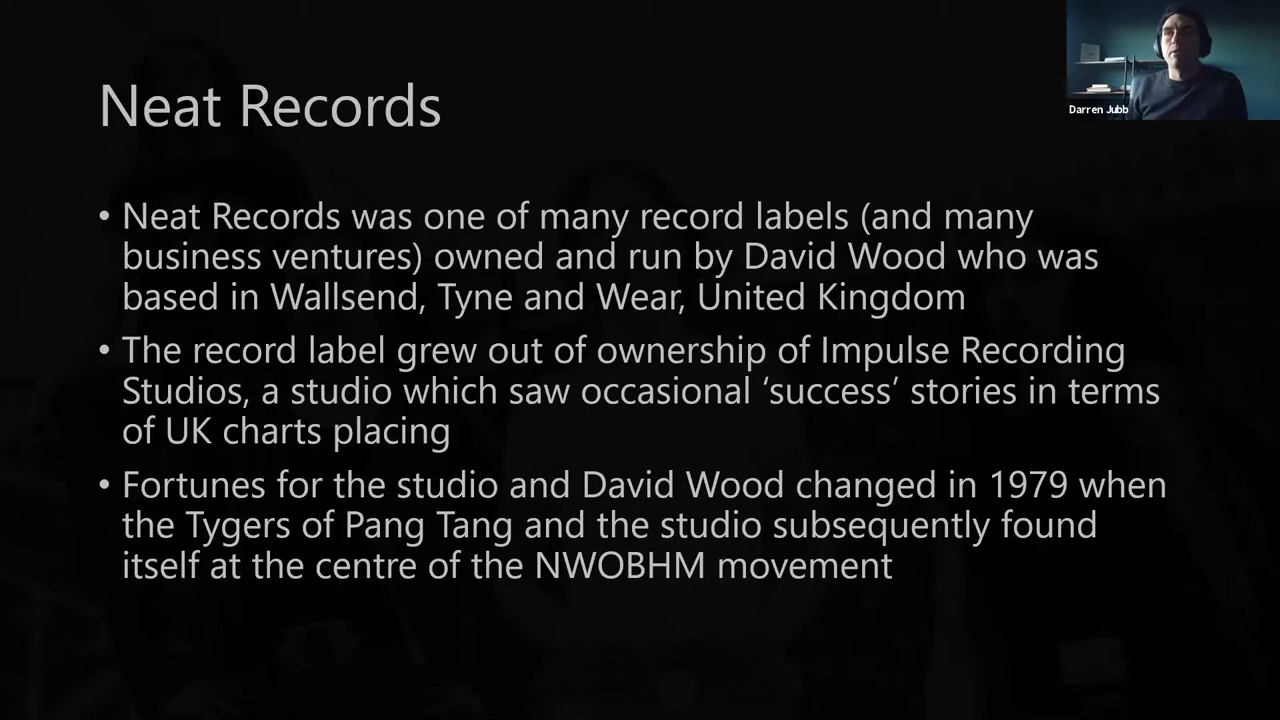 Neat Records
Darren Jubb
• Neat Records was one of many record labels (and many
business ventures) owned and run by David Wood who was
based in Wallsend, Tyne and Wear, United Kingdom
• The record label grew out of ownership of Impulse Recording
Studios, a studio which saw occasional ‘success’ stories in terms
of UK charts placing
• Fortunes for the studio and David Wood changed in 1979 when
the Tygers of Pang Tang and the studio subsequently found
itself at the centre of the NWOBHM movement